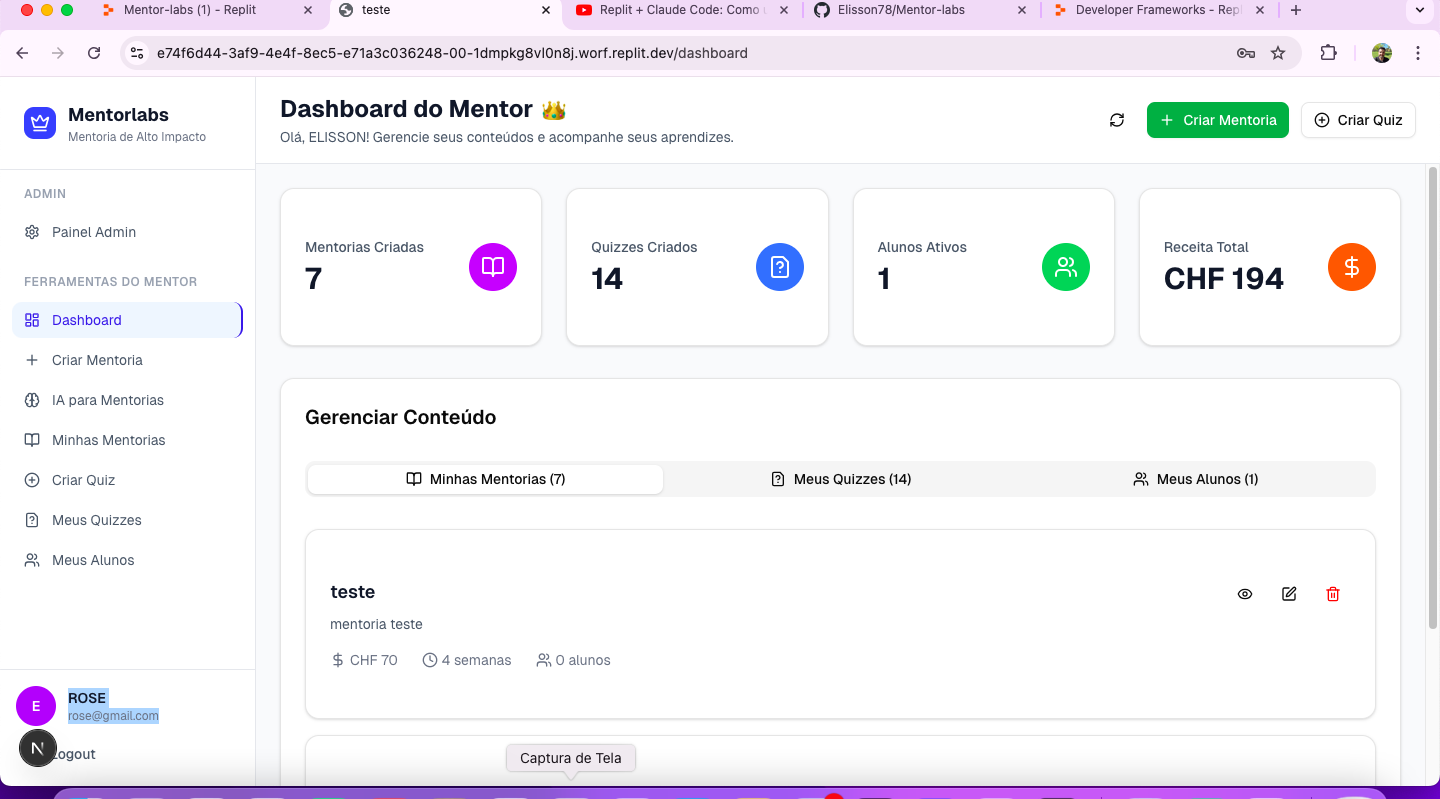 Mentor-labs (1) - Replit
teste
Replit + Claude Code: Como
Elisson78/Mentor-labs
Developer Frameworks - Repl
e74f6d44-3af9-4e4f-8ec5-e71a3c036248-00-1dmpkg8vl0n8j.worf.replit.dev/dashboard
Mentorlabs
Mentoria de Alto Impacto
Dashboard do Mentor
Olá, ELISSON! Gerencie seus conteúdos e acompanhe seus aprendizes.
Criar Mentoria
Criar Quiz
ADMIN
Painel Admin
FERRAMENTAS DO MENTOR
Dashboard
Criar Mentoria
IA para Mentorias
Minhas Mentorias
Criar Quiz
Meus Quizzes
Meus Alunos
E
ROSE
rose@gmail.com
N
Logout
Mentorias Criadas
7
Quizzes Criados
14
Alunos Ativos
1
Receita Total
CHF 194
Gerenciar Conteúdo
Minhas Mentorias (7)
Meus Quizzes (14)
Meus Alunos (1)
teste
mentoria teste
CHF 70
4 semanas
0 alunos
Captura de Tela